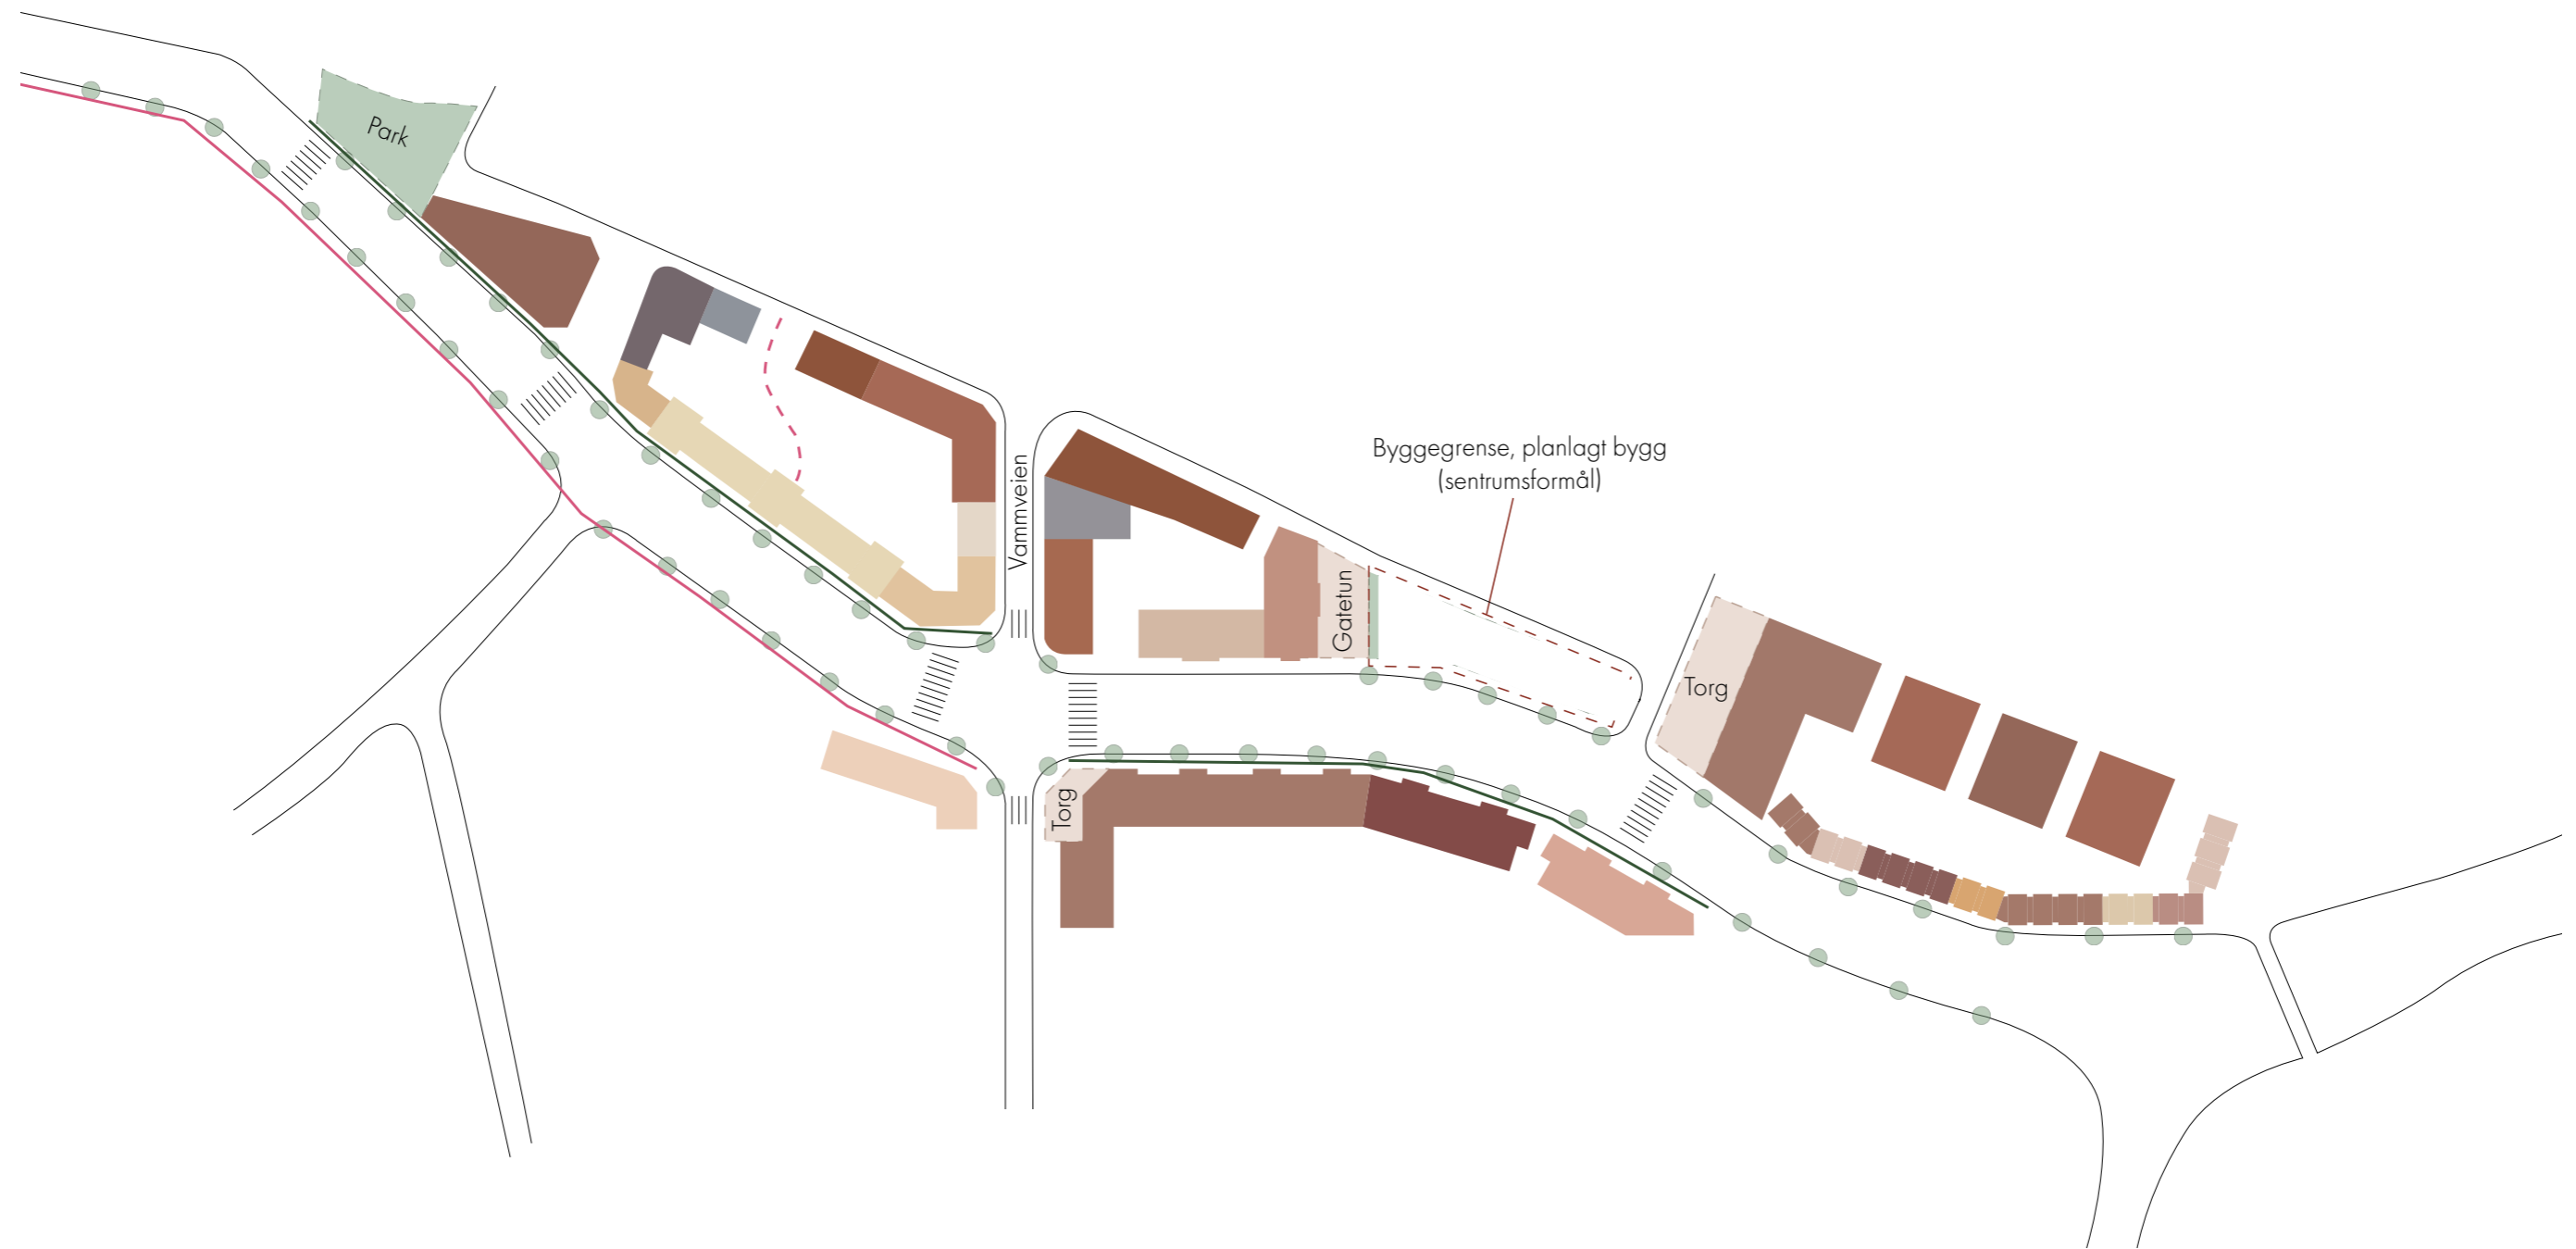 Park
Vammveien
Byggegrense, planlagt bygg
(sentrumsformål)
Gatetun
Torg
Torg